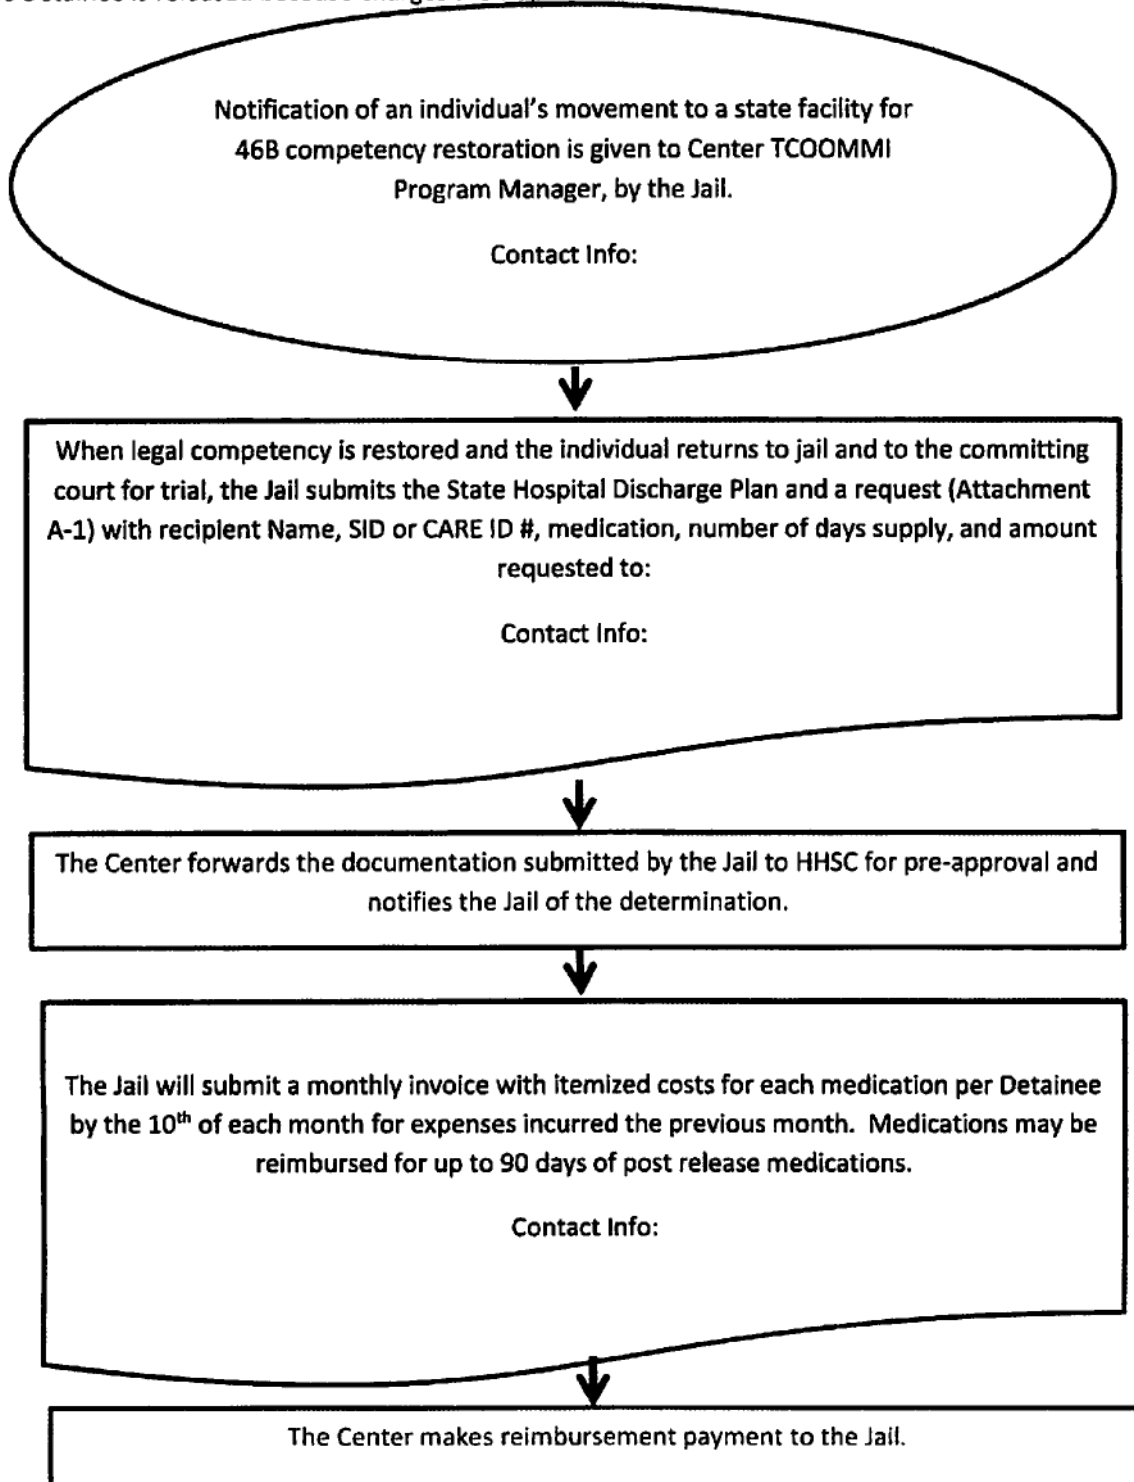 Notification of an individual's movement to a state facility for
46B competency restoration is given to Center TCOOMMI
Program Manager, by the Jail.
Contact Info:
When legal competency is restored and the individual returns to jail and to the committing
court for trial, the Jail submits the State Hospital Discharge Plan and a request (Attachment
A-1) with recipient Name, SID or CARE ID #, medication, number of days supply, and amount
requested to:
Contact Info:
The Center forwards the documentation submitted by the Jail to HHSC for pre-approval and
notifies the Jail of the determination.
The Jail will submit a monthly invoice with itemized costs for each medication per Detainee
by the 10th of each month for expenses incurred the previous month. Medications may be
reimbursed for up to 90 days of post release medications.
Contact Info:
The Center makes reimbursement payment to the Jail.